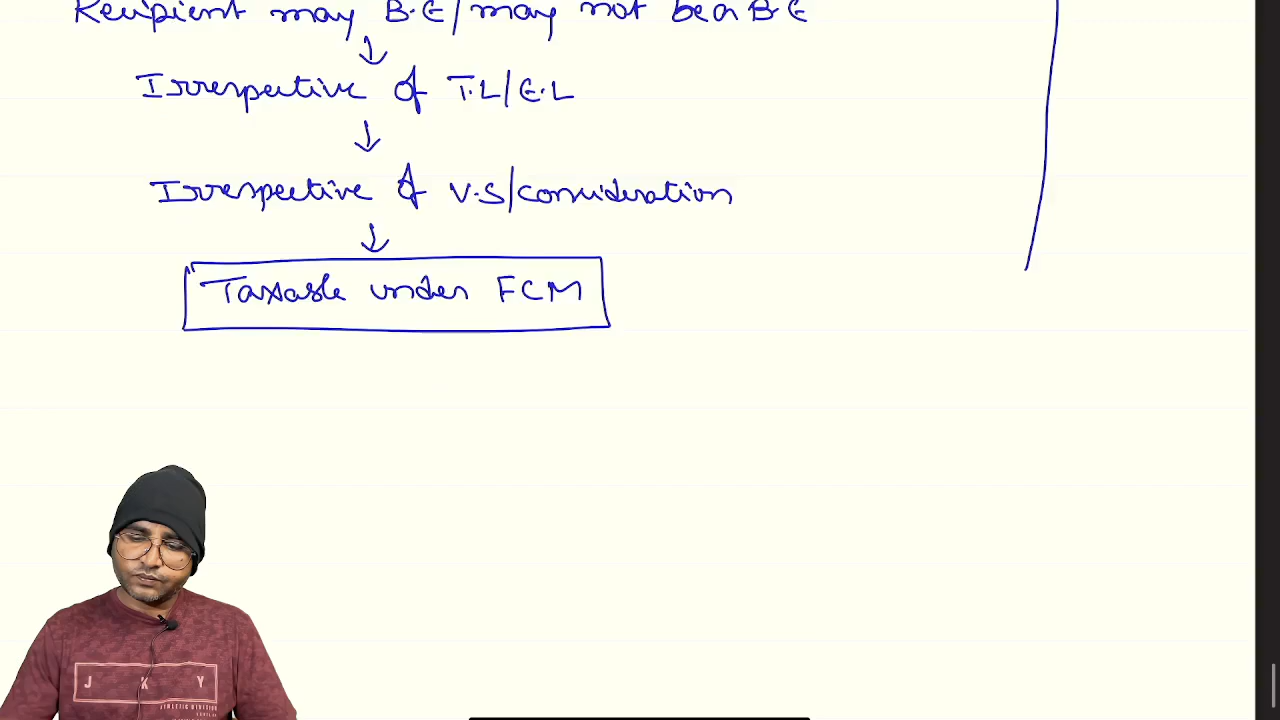 Recipient may B.E/may not be a B.E
↓
Irrespective of T.L/E.L
↓
Irrespective of V.S/consideration
↓
Taxable under FCM
J K Y